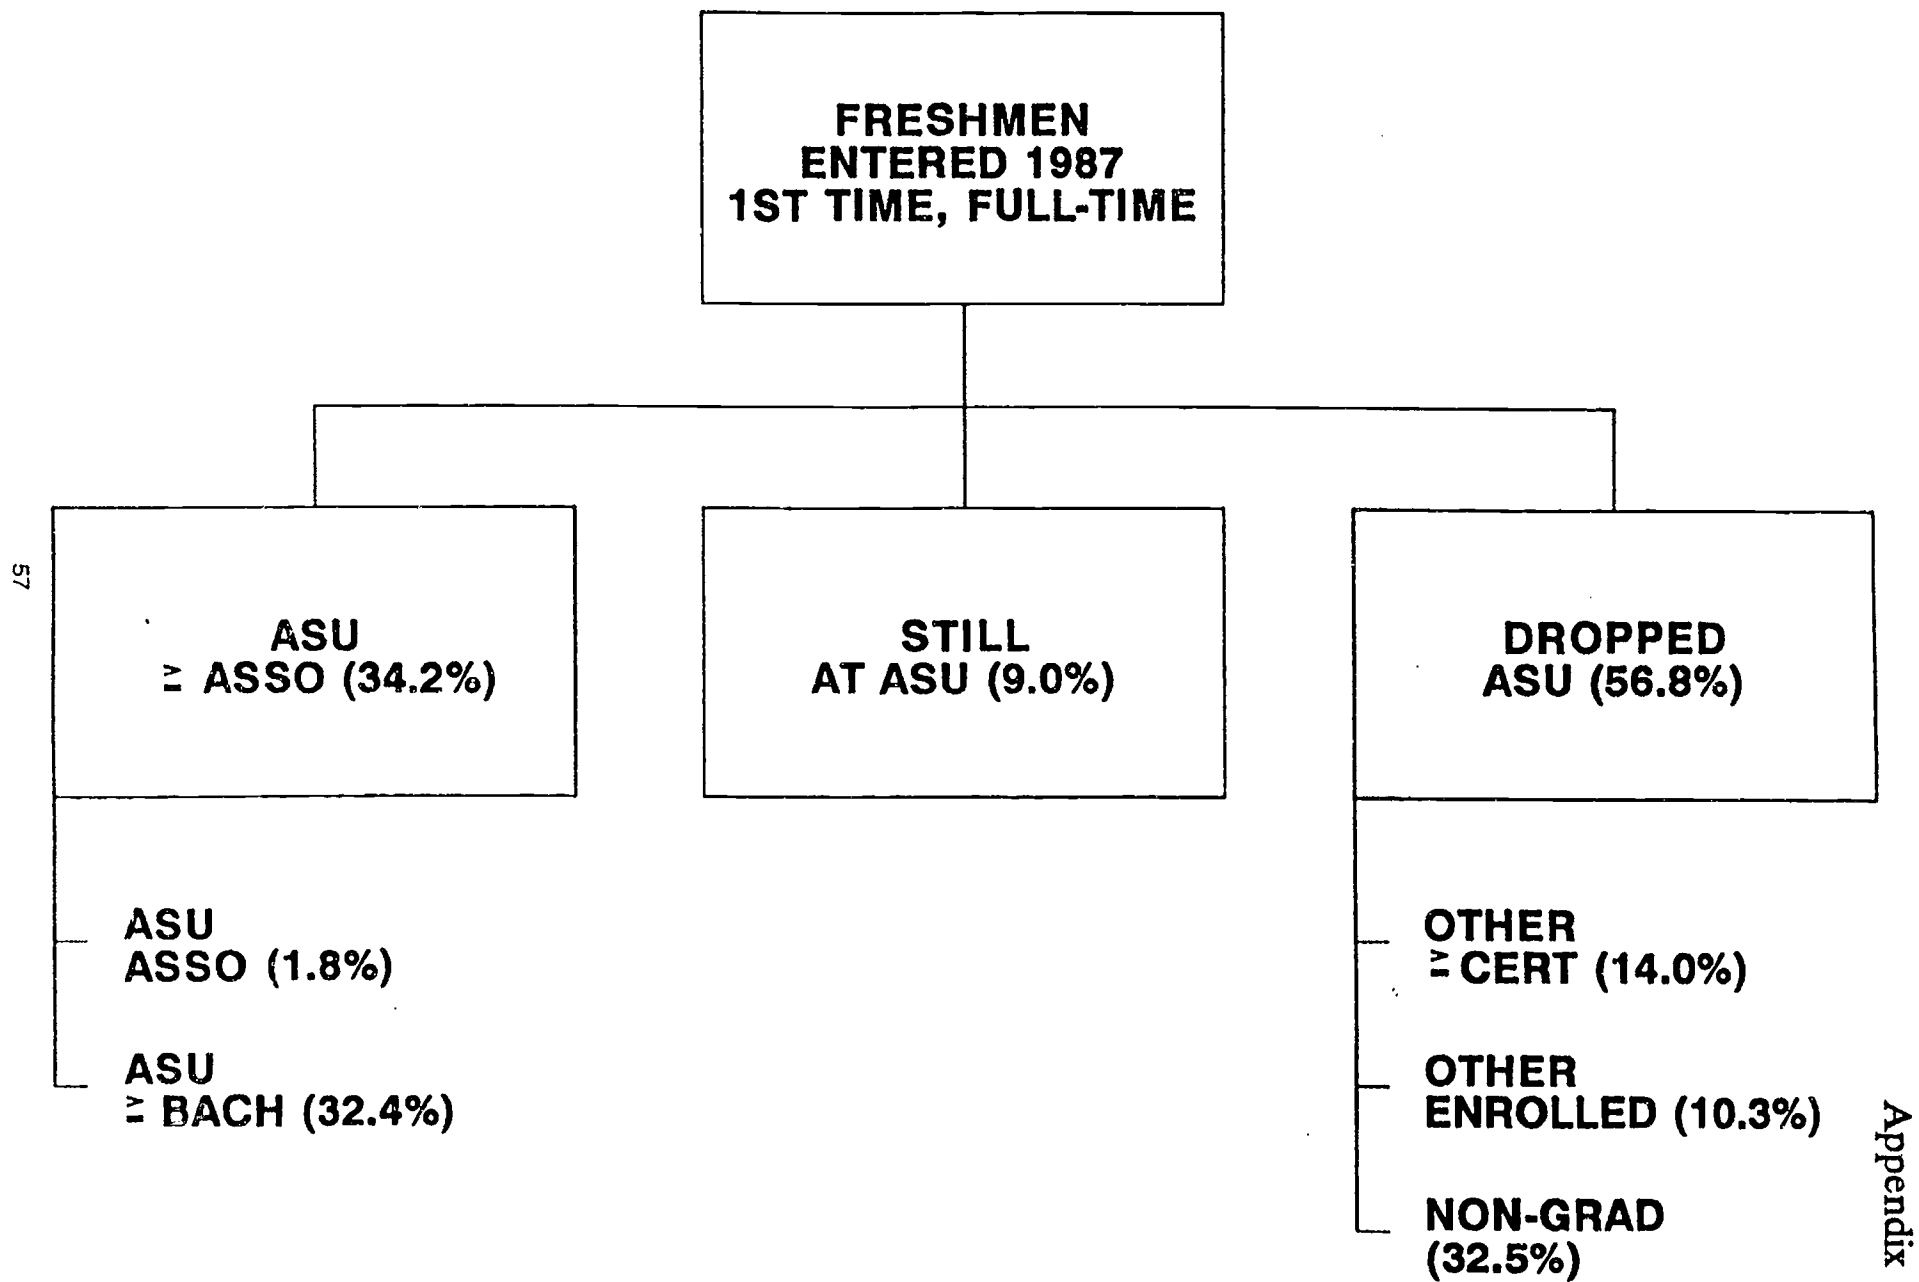 FRESHMEN
ENTERED 1987
1ST TIME, FULL-TIME
ASU
≥ ASSO (34.2%)
STILL
AT ASU (9.0%)
DROPPED
ASU (56.8%)
ASU
ASSO (1.8%)
ASU
≥ BACH (32.4%)
OTHER
≥ CERT (14.0%)
OTHER
ENROLLED (10.3%)
NON-GRAD
(32.5%)
57
Appendix